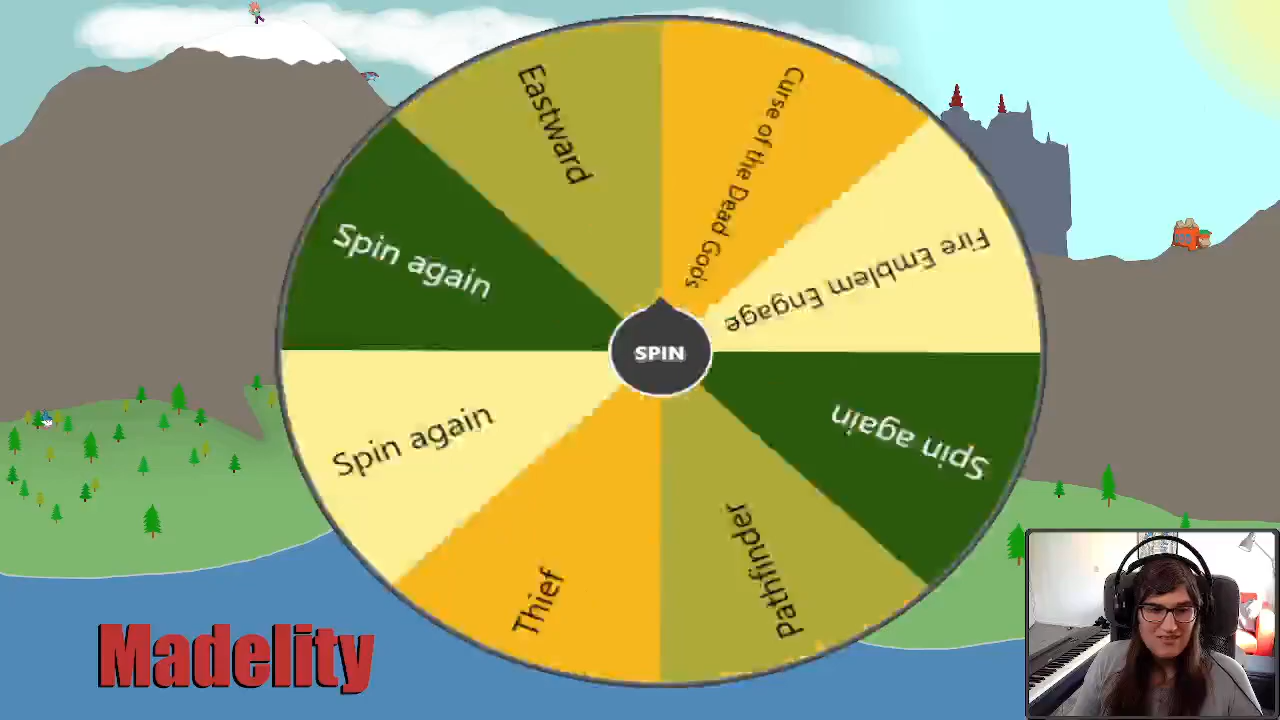 Eastward
Curse of the Dead Gods
Spin again
Fire Emblem Engage
SPIN
Spin again
Spin again
Thief
Pathfinder
Madelity